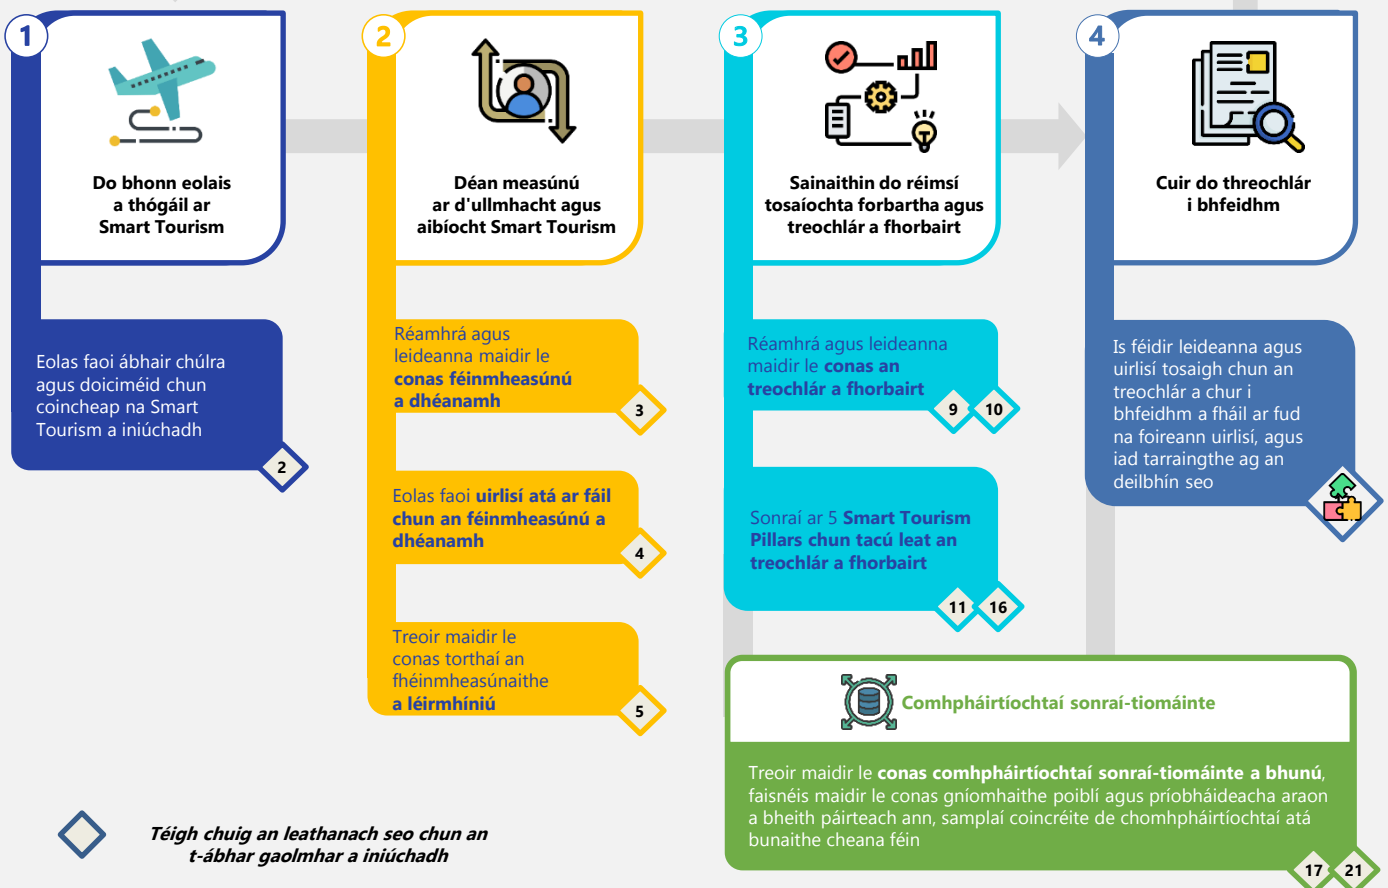 1
Do bhonn eolais
a thógáil ar
Smart Tourism
Eolas faoi ábhair chúlra
agus doiciméid chun
coincheap na Smart
Tourism a iniúchadh
2
2
Déan measúnú
ar d'ullmhacht agus
aibíocht Smart Tourism
Réamhrá agus
leideanna maidir le
conas féinmheasúnú
a dhéanamh
3
Eolas faoi uirlisí atá ar fáil
chun an féinmheasúnú a
dhéanamh
4
Treoir maidir le
conas torthaí an
fhéinmheasúnaithe
a léirmhíniú
5
3
Sainaithin do réimsí
tosaíochta forbartha agus
treochlár a fhorbairt
Réamhrá agus leideanna
maidir le conas an
treochlár a fhorbairt
9 10
Sonraí ar 5 Smart Tourism
Pillars chun tacú leat an
treochlár a fhorbairt
11 16
4
Cuir do threochlár
i bhfeidhm
Is féidir leideanna agus
uirlisí tosaigh chun an
treochlár a chur i
bhfeidhm a fháil ar fud
na foireann uirlisí, agus
iad tarraingthe ag an
deilbhín seo
Comhpháirtíochtaí sonraí-tiomáinte
Treoir maidir le conas comhpháirtíochtaí sonraí-tiomáinte a bhunú,
faisnéis maidir le conas gníomhaithe poiblí agus príobháideacha araon
a bheith páirteach ann, samplaí coincréite de chomhpháirtíochtaí atá
bunaithe cheana féin
17 21
Téigh chuig an leathanach seo chun an
t-ábhar gaolmhar a iniúchadh